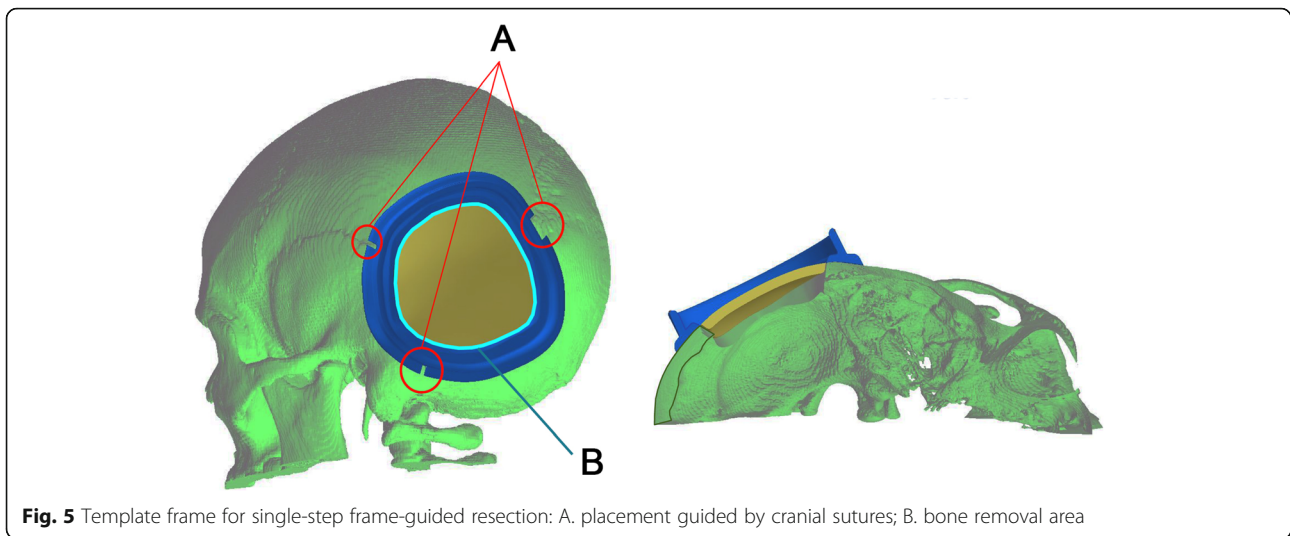 A
B
Fig. 5 Template frame for single-step frame-guided resection: A. placement guided by cranial sutures; B. bone removal area